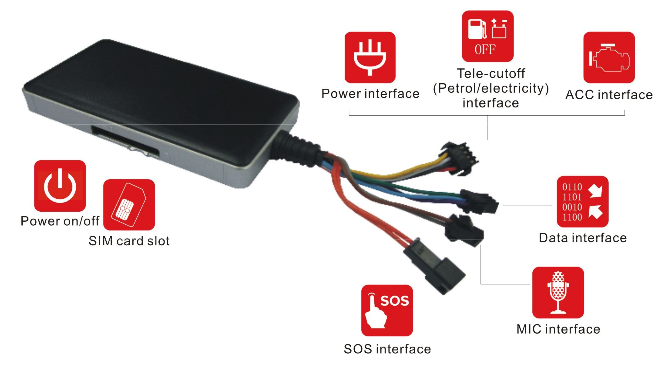 OFF
Power interface
Tele-cutoff
(Petrol/electricity)
interface
ACC interface
Power on/off
SIM card slot
0110
1101
0010
1100
Data interface
MIC interface
SOS
SOS interface